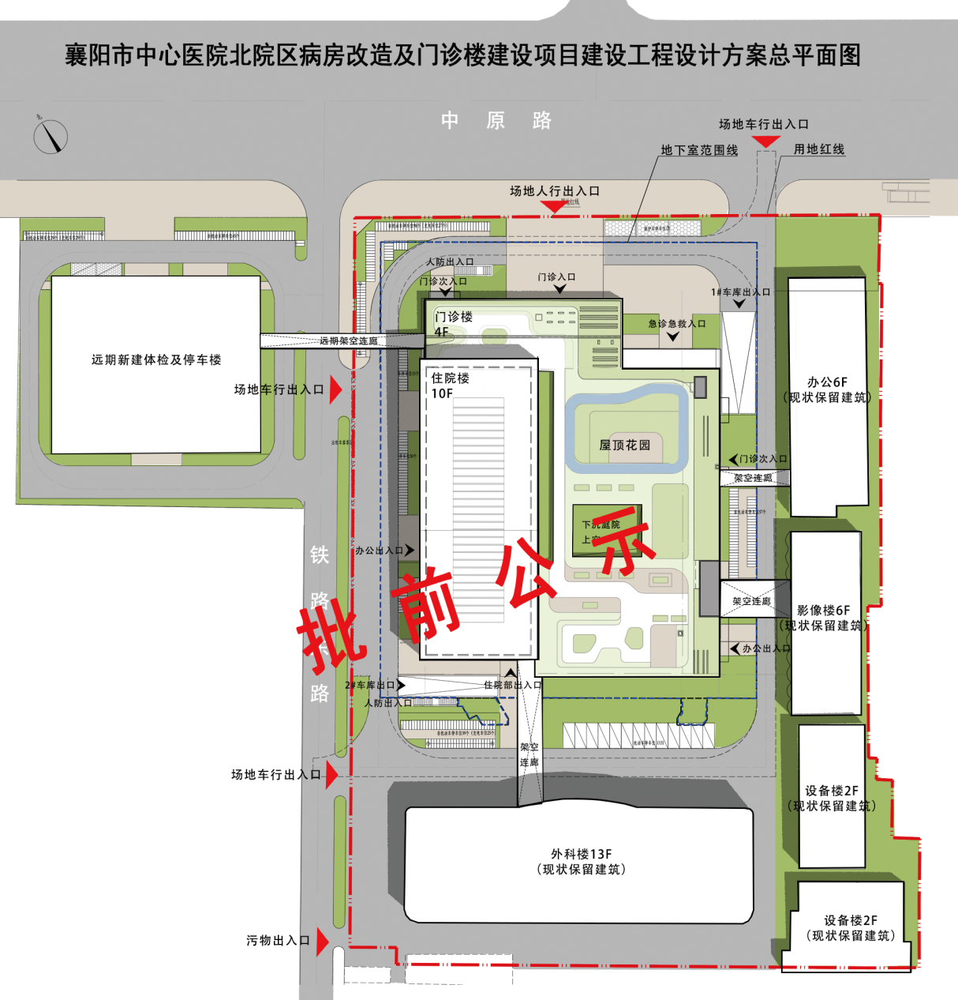 襄阳市中心医院北院区病房改造及门诊楼建设项目建设工程设计方案总平面图
北
中原路
场地车行出入口
地下室范围线
用地红线
场地人行出入口
人防出入口
门诊次入口
门诊入口
1#车库出入口
门诊楼
4F
急诊急救入口
远期架空连廊
远期新建体检及停车楼
住院楼
10F
场地车行出入口
办公6F
(现状保留建筑)
屋顶花园
门诊次入口
架空连廊
下沉庭院
上空
办公出入口
铁路东路
批前公示
架空连廊
影像楼6F
(现状保留建筑)
办公出入口
2#车库出口
住院部出入口
人防出入口
架空
连廊
场地车行出入口
设备楼2F
(现状保留建筑)
外科楼13F
(现状保留建筑)
设备楼2F
(现状保留建筑)
污物出入口